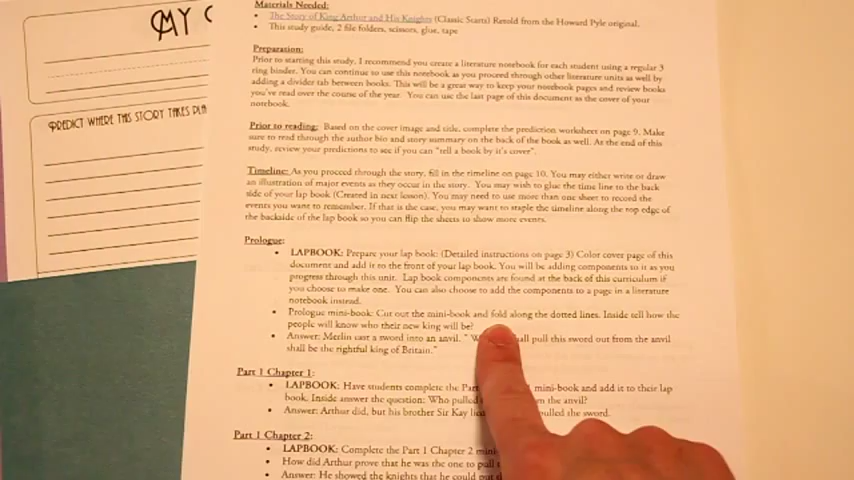 MY
PREDICT WHERE THIS STORY TAKES
Materials Needed:
• The Story of King Arthur and His Knights (Classic Starts) Retold from the Howard Pyle original.
• This study guide, 2 file folders, scissors, glue, tape
Preparation:
Prior to starting this study, I recommend you create a literature notebook for each student using a regular 3
ring binder. You can continue to use this notebook as you proceed through other literature units as well by
adding a divider tab between books. This will be a great way to keep your notebook pages and review books
you've read over the course of the year. You can use the last page of this document as the cover of your
notebook.
Prior to reading: Based on the cover image and title, complete the prediction worksheet on page 9. Make
sure to read through the author bio and story summary on the back of the book as well. At the end of this
study, review your predictions to see if you can "tell a book by it's cover".
Timeline: As you proceed through the story, fill in the timeline on page 10. You may either write or draw
an illustration of major events as they occur in the story. You may wish to glue the time line to the back
side of your lap book (Created in next lesson). You may need to use more than one sheet to record the
events you want to remember. If that is the case, you may want to staple the timeline along the top edge of
the backside of the lap book so you can flip the sheets to show more events.
Prologue:
• LAPBOOK: Prepare your lap book: (Detailed instructions on page 3) Color cover page of this
document and add it to the front of your lap book. You will be adding components to it as you
progress through this unit. Lap book components are found at the back of this curriculum if
you choose to make one. You can also choose to add the components to a page in a literature
notebook instead.
• Prologue mini-book: Cut out the mini-book and fold along the dotted lines. Inside tell how the
people will know who their new king will be?
• Answer: Merlin cast a sword into an anvil. " pull this sword out from the anvil
shall be the rightful king of Britain."
Part 1 Chapter 1:
• LAPBOOK: Have students complete the Part 1 mini-book and add it to their lap
book. Inside answer the question: Who pulled the anvil?
• Answer: Arthur did, but his brother Sir Kay pulled the sword.
Part 1 Chapter 2:
• LAPBOOK: Complete the Part 1 Chapter 2
• How did Arthur prove that he was the one to pull
• Answer: He showed the knights that he could